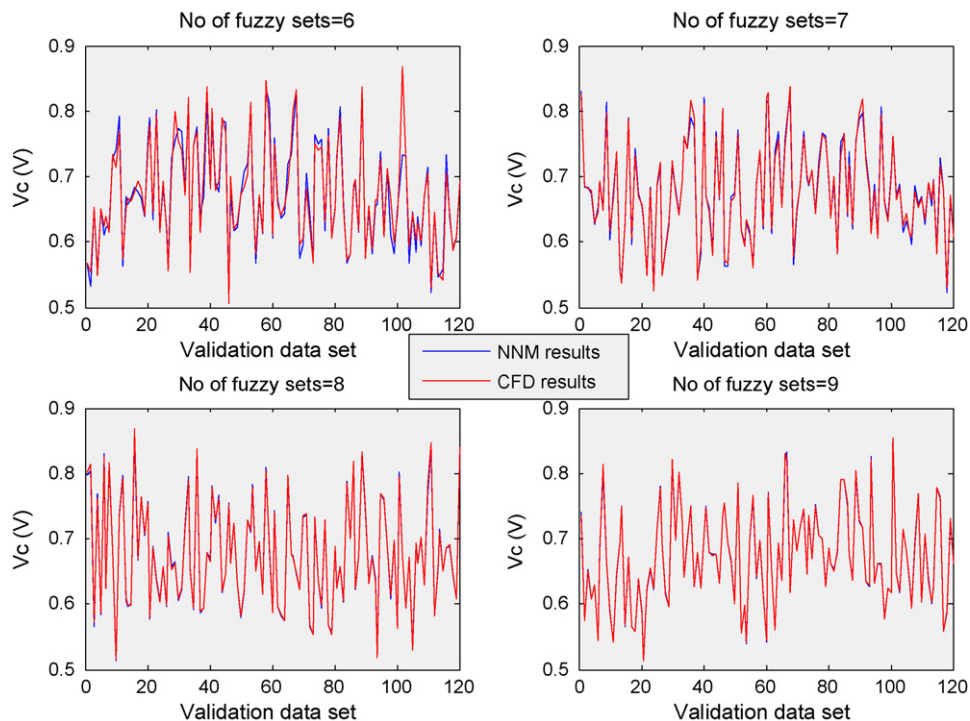 No of fuzzy sets=6
0.9
0.8
0.7
0.6
0.5
Vc (V)
0 20 40 60 80 100 120
Validation data set
No of fuzzy sets=7
0.9
0.8
0.7
0.6
0.5
Vc (V)
0 20 40 60 80 100 120
Validation data set
NNM results
CFD results
No of fuzzy sets=8
0.9
0.8
0.7
0.6
0.5
Vc (V)
0 20 40 60 80 100 120
Validation data set
No of fuzzy sets=9
0.9
0.8
0.7
0.6
0.5
Vc (V)
0 20 40 60 80 100 120
Validation data set